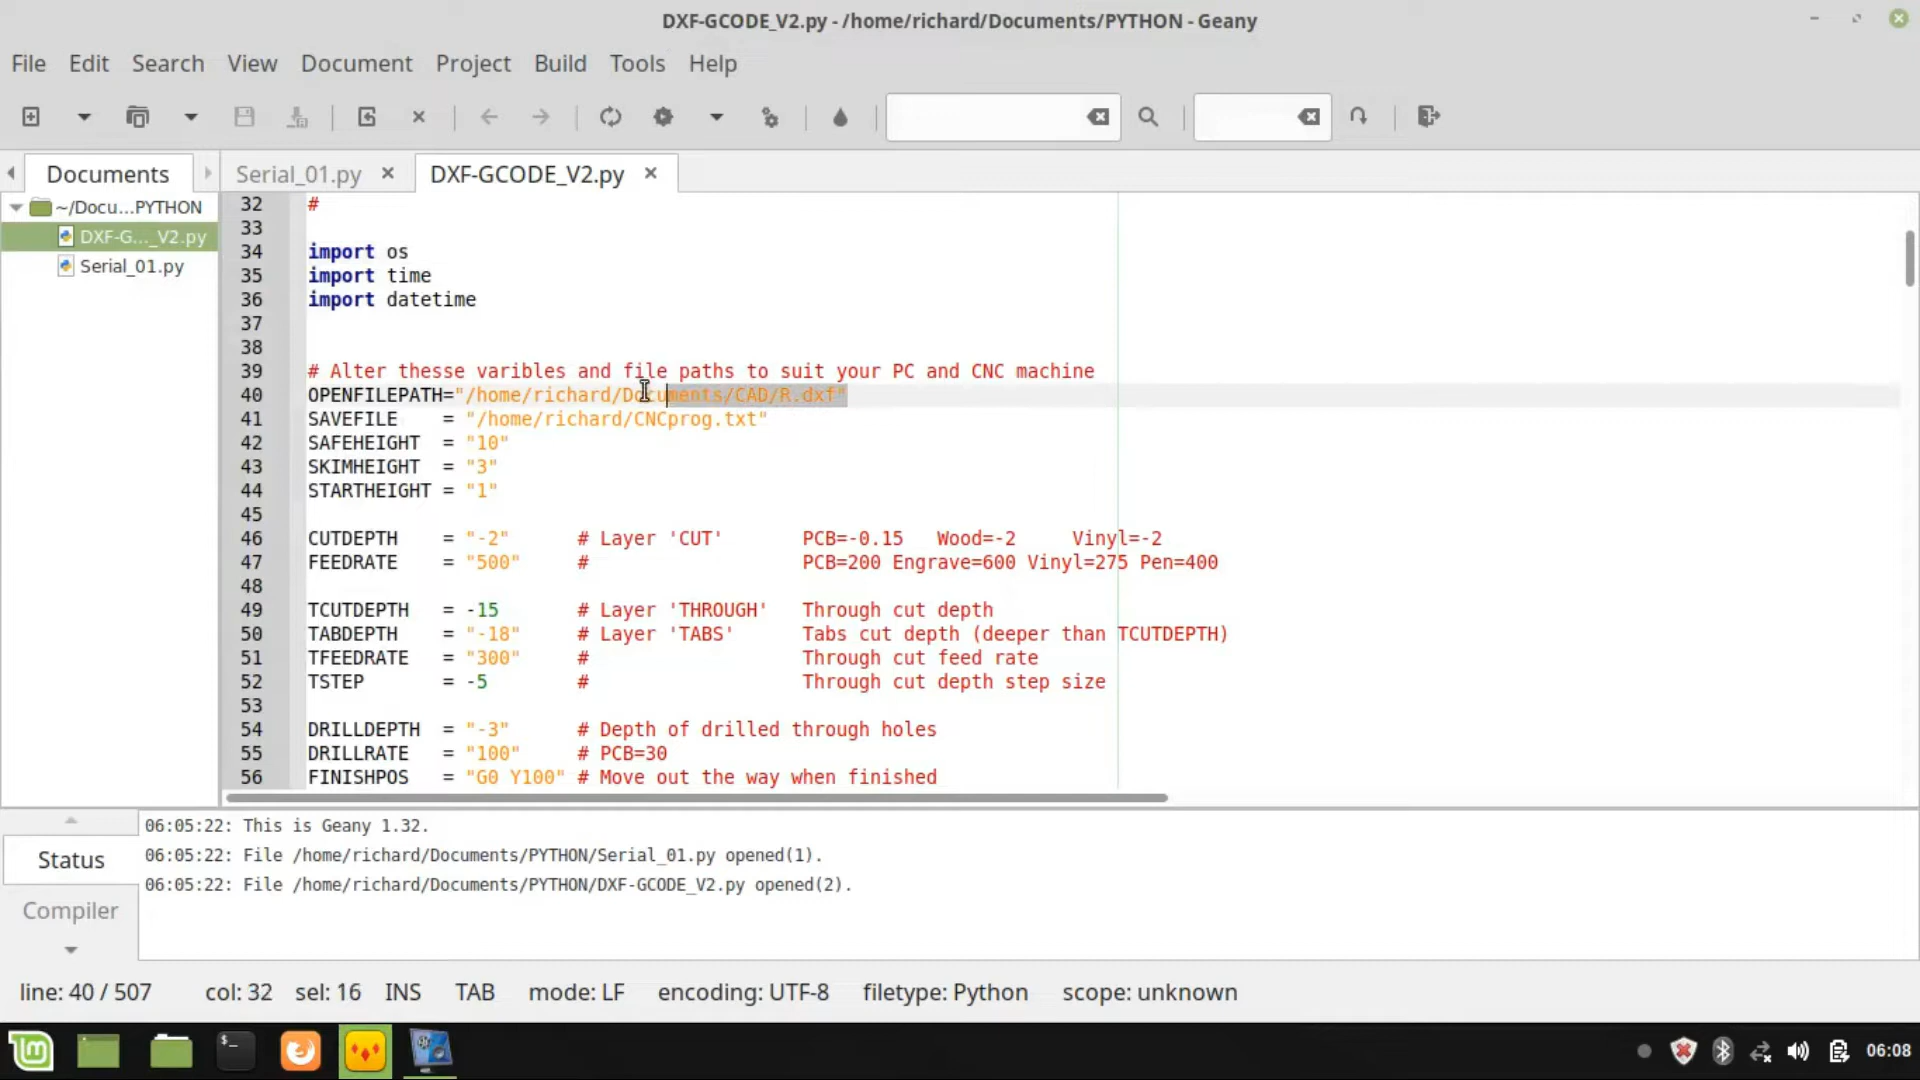 DXF-GCODE_V2.py - /home/richard/Documents/PYTHON - Geany
File Edit Search View Document Project Build Tools Help
Documents Serial_01.py DXF-GCODE_V2.py
~/Docu...PYTHON
DXF-G..._V2.py
Serial_01.py
32 #
33
34 import os
35 import time
36 import datetime
37
38
39 # Alter thesse varibles and file paths to suit your PC and CNC machine
40 OPENFILEPATH="/home/richard/Documents/CAD/R.dxf"
41 SAVEFILE = "/home/richard/CNCprog.txt"
42 SAFEHEIGHT = "10"
43 SKIMHEIGHT = "3"
44 STARTHEIGHT = "1"
45
46 CUTDEPTH = "-2" # Layer 'CUT' PCB=-0.15 Wood=-2 Vinyl=-2
47 FEEDRATE = "500" # PCB=200 Engrave=600 Vinyl=275 Pen=400
48
49 TCUTDEPTH = -15 # Layer 'THROUGH' Through cut depth
50 TABDEPTH = "-18" # Layer 'TABS' Tabs cut depth (deeper than TCUTDEPTH)
51 TFEEDRATE = "300" # Through cut feed rate
52 TSTEP = -5 # Through cut depth step size
53
54 DRILLDEPTH = "-3" # Depth of drilled through holes
55 DRILLRATE = "100" # PCB=30
56 FINISHPOS = "G0 Y100" # Move out the way when finished
Status
Compiler
06:05:22: This is Geany 1.32.
06:05:22: File /home/richard/Documents/PYTHON/Serial_01.py opened(1).
06:05:22: File /home/richard/Documents/PYTHON/DXF-GCODE_V2.py opened(2).
line: 40 / 507 col: 32 sel: 16 INS TAB mode: LF encoding: UTF-8 filetype: Python scope: unknown
$_
06:08